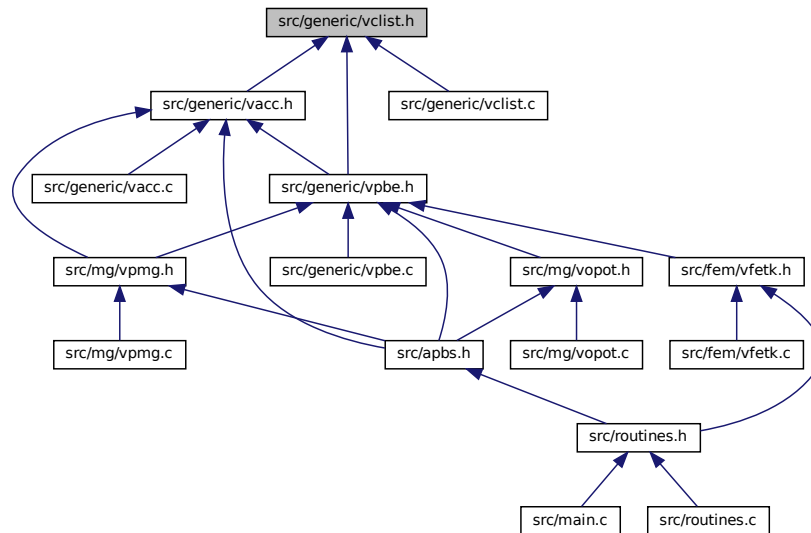 src/generic/vclist.h
src/generic/vacc.h
src/generic/vclist.c
src/generic/vacc.c
src/generic/vpbe.h
src/mg/vpmg.h
src/generic/vpbe.c
src/mg/vopot.h
src/fem/vfetk.h
src/mg/vpmg.c
src/apbs.h
src/mg/vopot.c
src/fem/vfetk.c
src/routines.h
src/main.c
src/routines.c